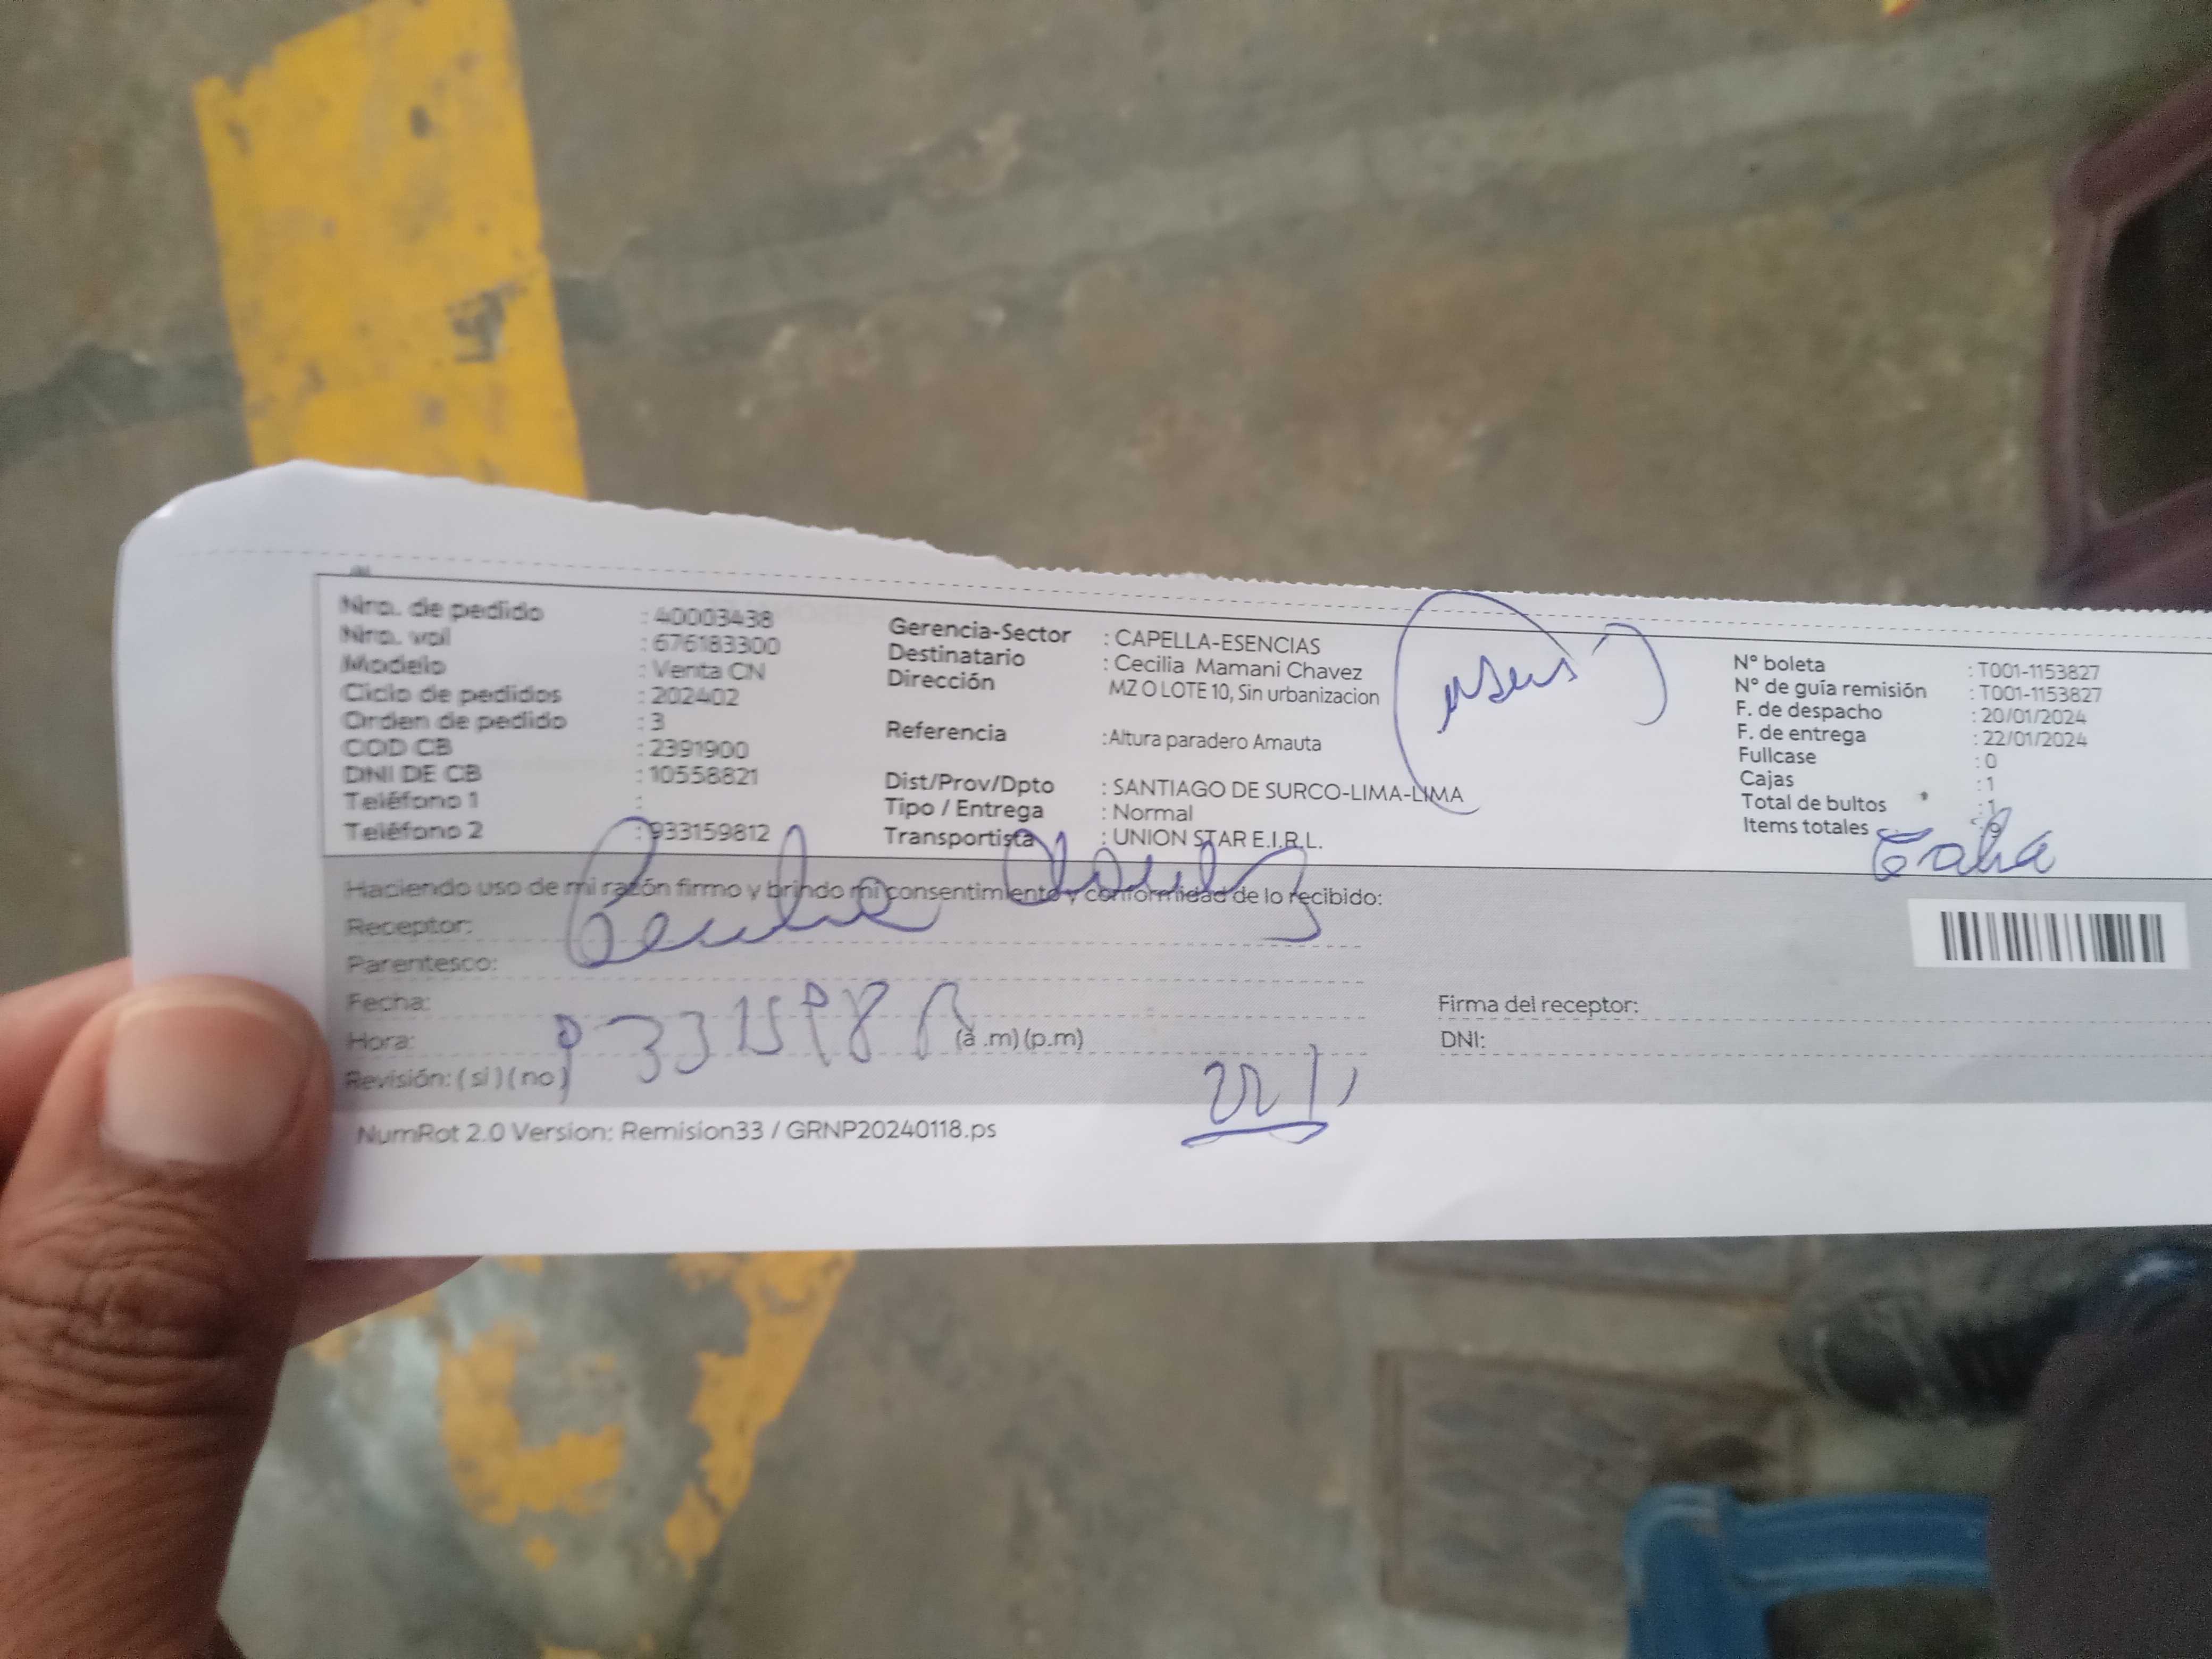 Nro. de pedido : 40003438
Nro. val : 676183300
Modelo : Venta CN
Ciclo de pedidos : 202402
Orden de pedido : 3
COD CB : 2391900
DNI DE CB : 10558821
Teléfono 1 :
Teléfono 2 : 933159812
Gerencia-Sector : CAPELLA-ESENCIAS
Destinatario : Cecilia Mamani Chavez
Dirección MZ O LOTE 10, Sin urbanizacion
Referencia :Altura paradero Amauta
Dist/Prov/Dpto : SANTIAGO DE SURCO-LIMA-LIMA
Tipo / Entrega : Normal
Transportista : UNION STAR E.I.R.L.
N° boleta : T001-1153827
N° de guía remisión : T001-1153827
F. de despacho : 20/01/2024
F. de entrega : 22/01/2024
Fullcase : 0
Cajas : 1
Total de bultos : 1
Items totales :
Haciendo uso de mi razón firmo y brindo mi consentimiento y conformidad de lo recibido:
Receptor:
Parentesco:
Fecha:
Hora: (a .m) (p.m)
Revisión: ( si ) ( no )
Firma del receptor:
DNI:
NumRot 2.0 Version: Remision33 / GRNP20240118.ps